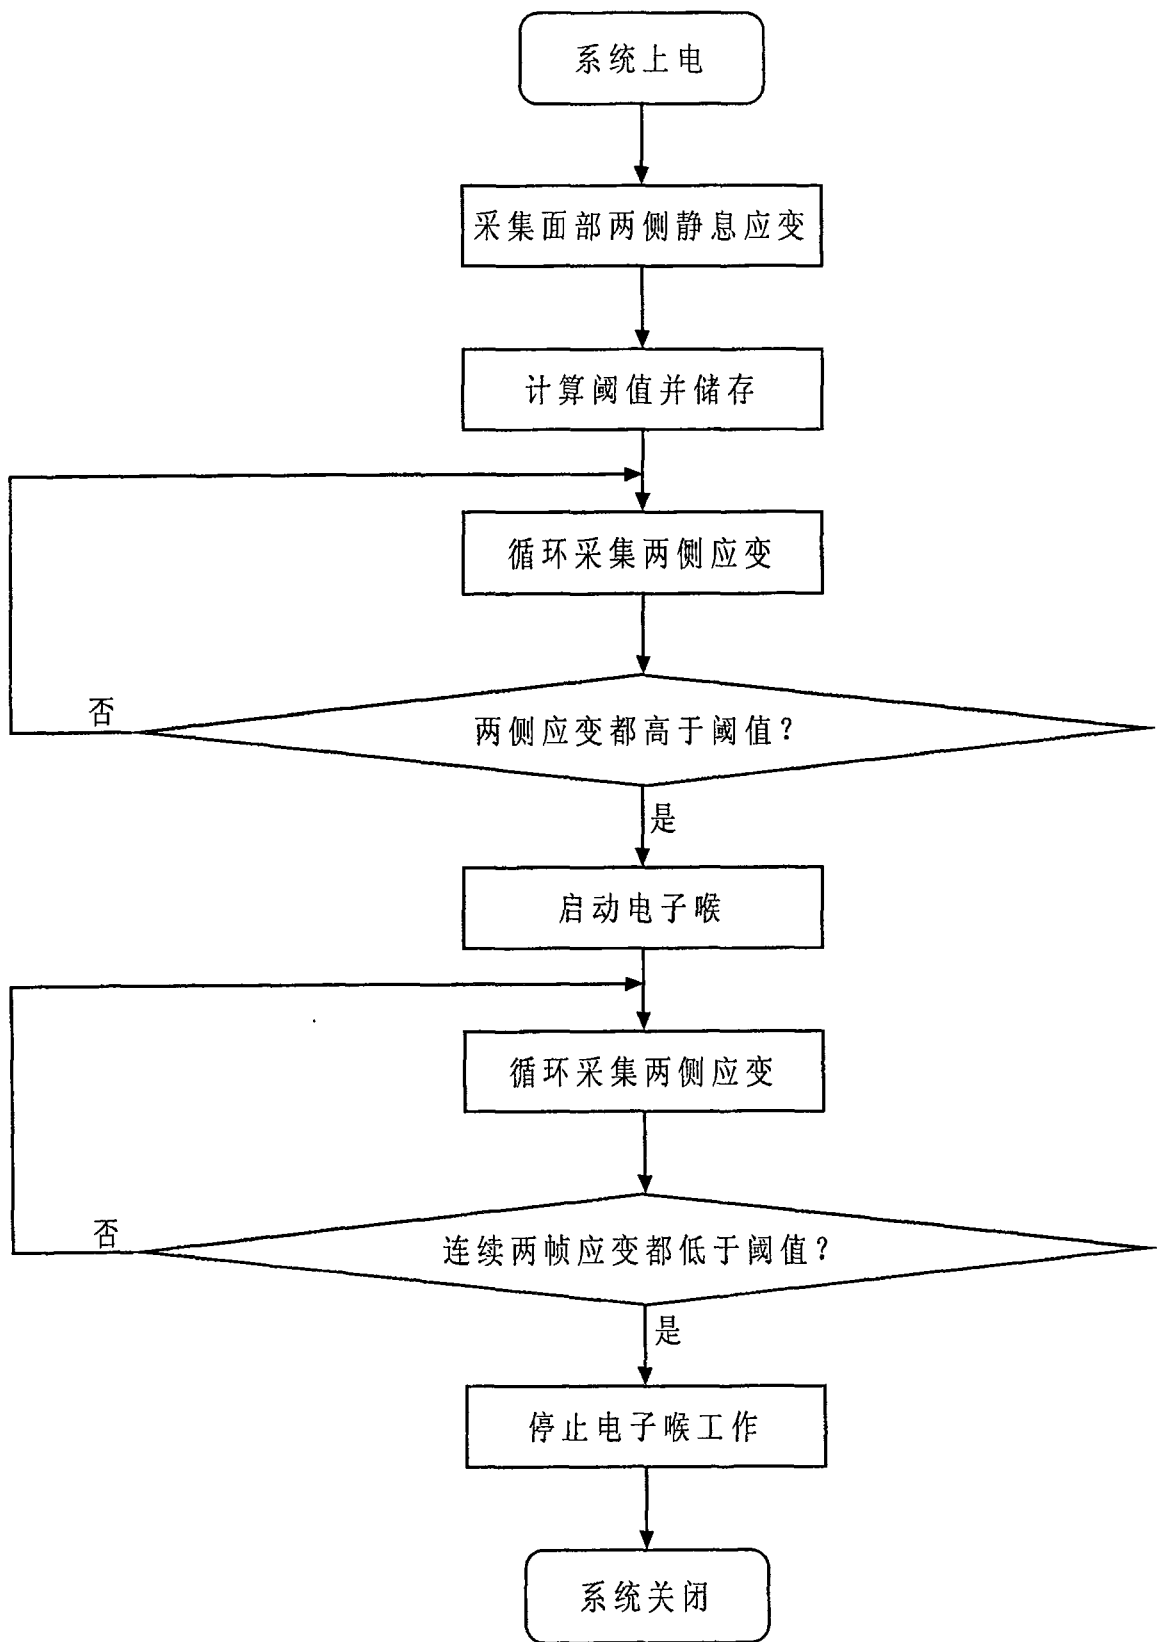 系统上电
采集面部两侧静息应变
计算阈值并储存
循环采集两侧应变
否
两侧应变都高于阈值？
是
启动电子喉
循环采集两侧应变
否
连续两帧应变都低于阈值？
是
停止电子喉工作
系统关闭